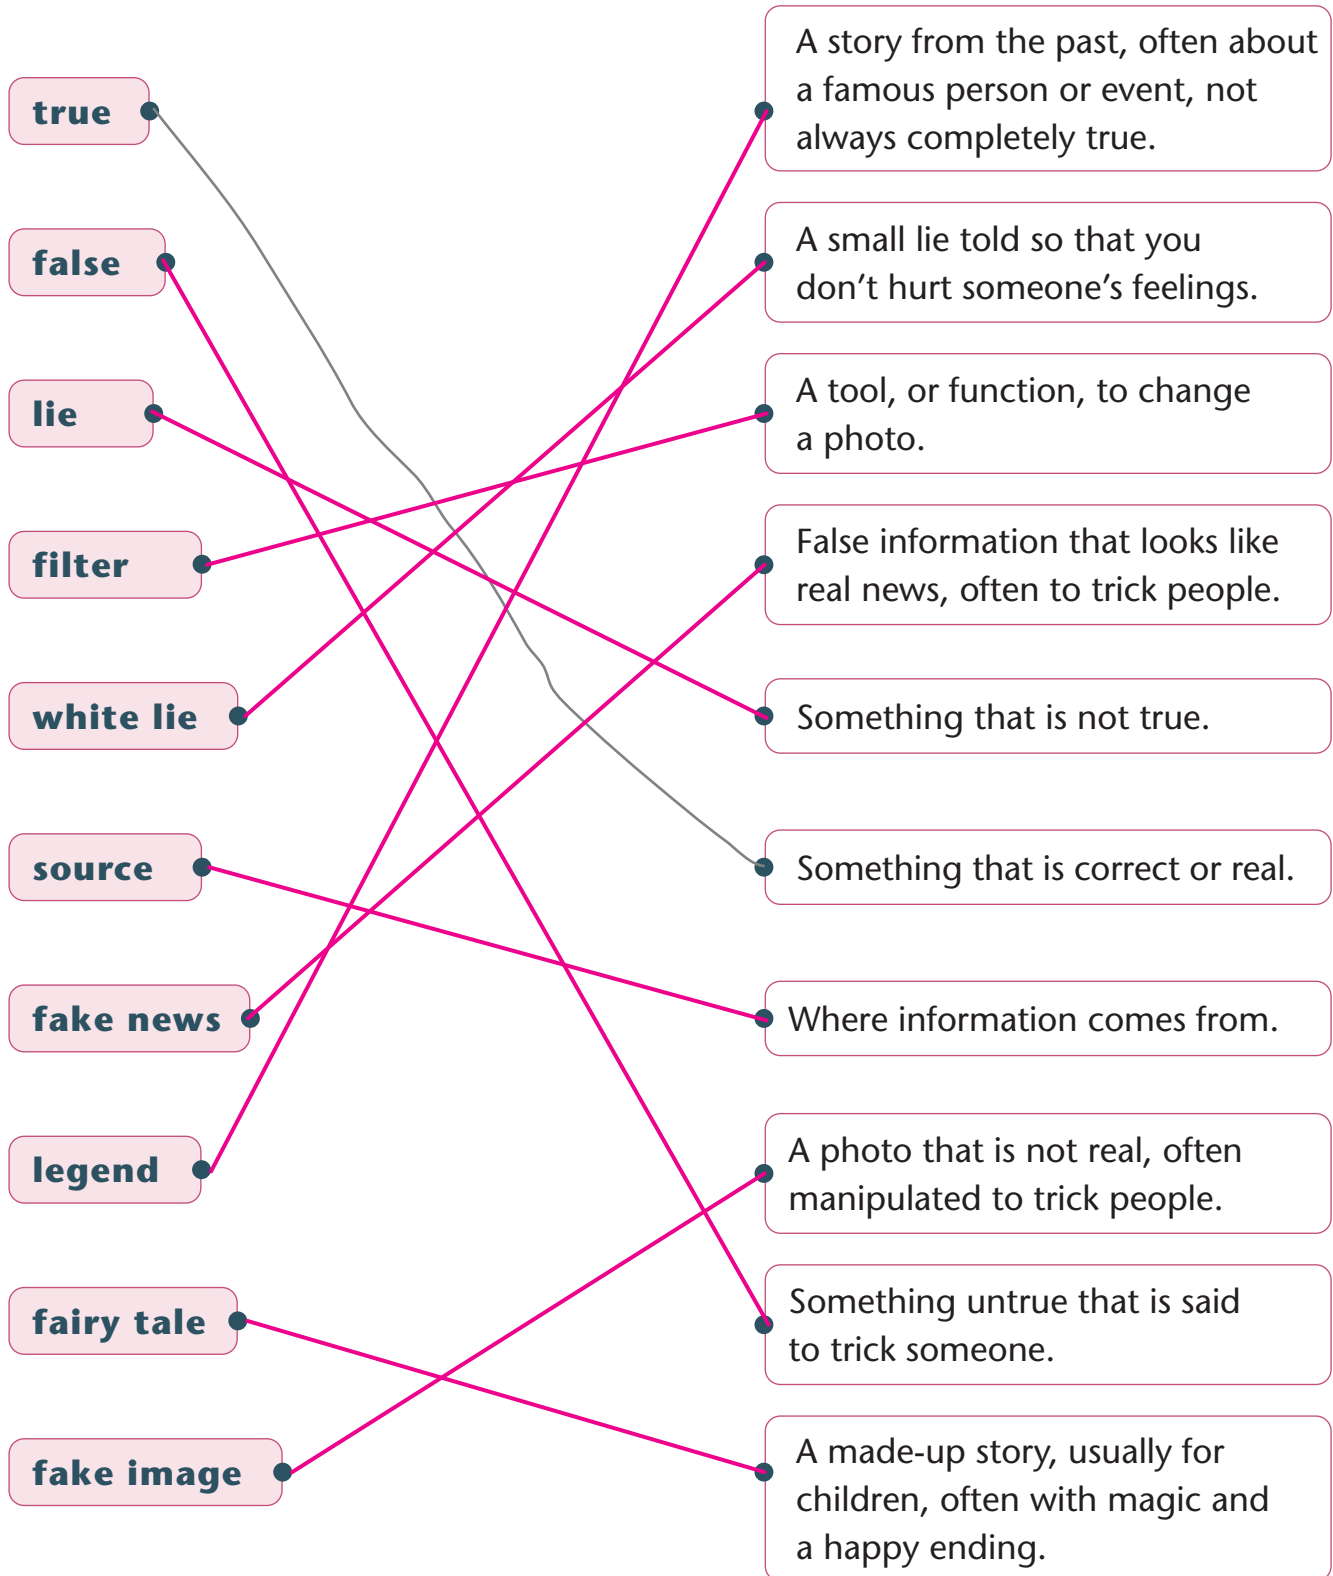 true
false
lie
filter
white lie
source
fake news
legend
fairy tale
fake image
A story from the past, often about
a famous person or event, not
always completely true.
A small lie told so that you
don’t hurt someone’s feelings.
A tool, or function, to change
a photo.
False information that looks like
real news, often to trick people.
Something that is not true.
Something that is correct or real.
Where information comes from.
A photo that is not real, often
manipulated to trick people.
Something untrue that is said
to trick someone.
A made-up story, usually for
children, often with magic and
a happy ending.